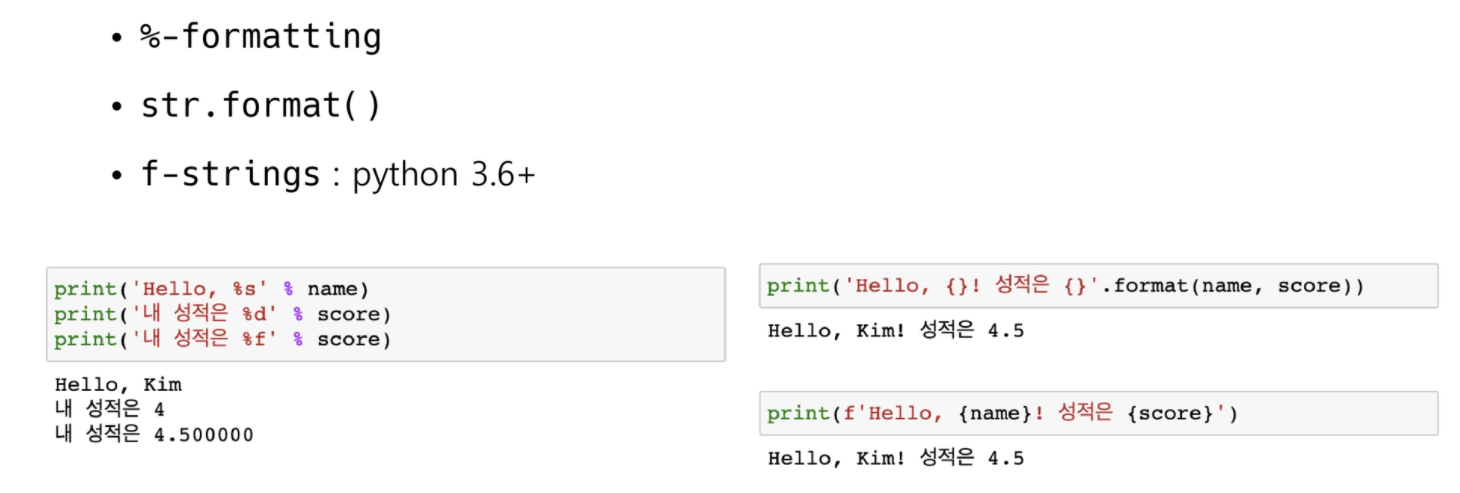 • %-formatting
• str.format()
• f-strings : python 3.6+
print('Hello, %s' % name)
print('내 성적은 %d' % score)
print('내 성적은 %f' % score)
Hello, Kim
내 성적은 4
내 성적은 4.500000
print('Hello, {}! 성적은 {}'.format(name, score))
Hello, Kim! 성적은 4.5
print(f'Hello, {name}! 성적은 {score}')
Hello, Kim! 성적은 4.5